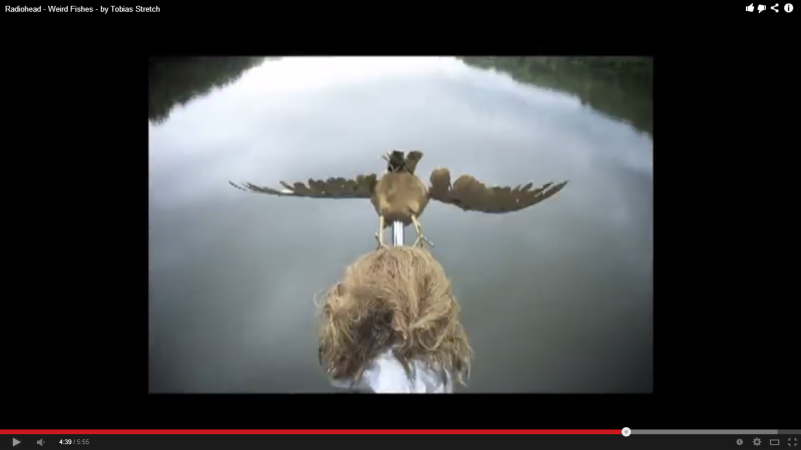 Radiohead - Weird Fishes - by Tobias Stretch
4:39 / 5:55